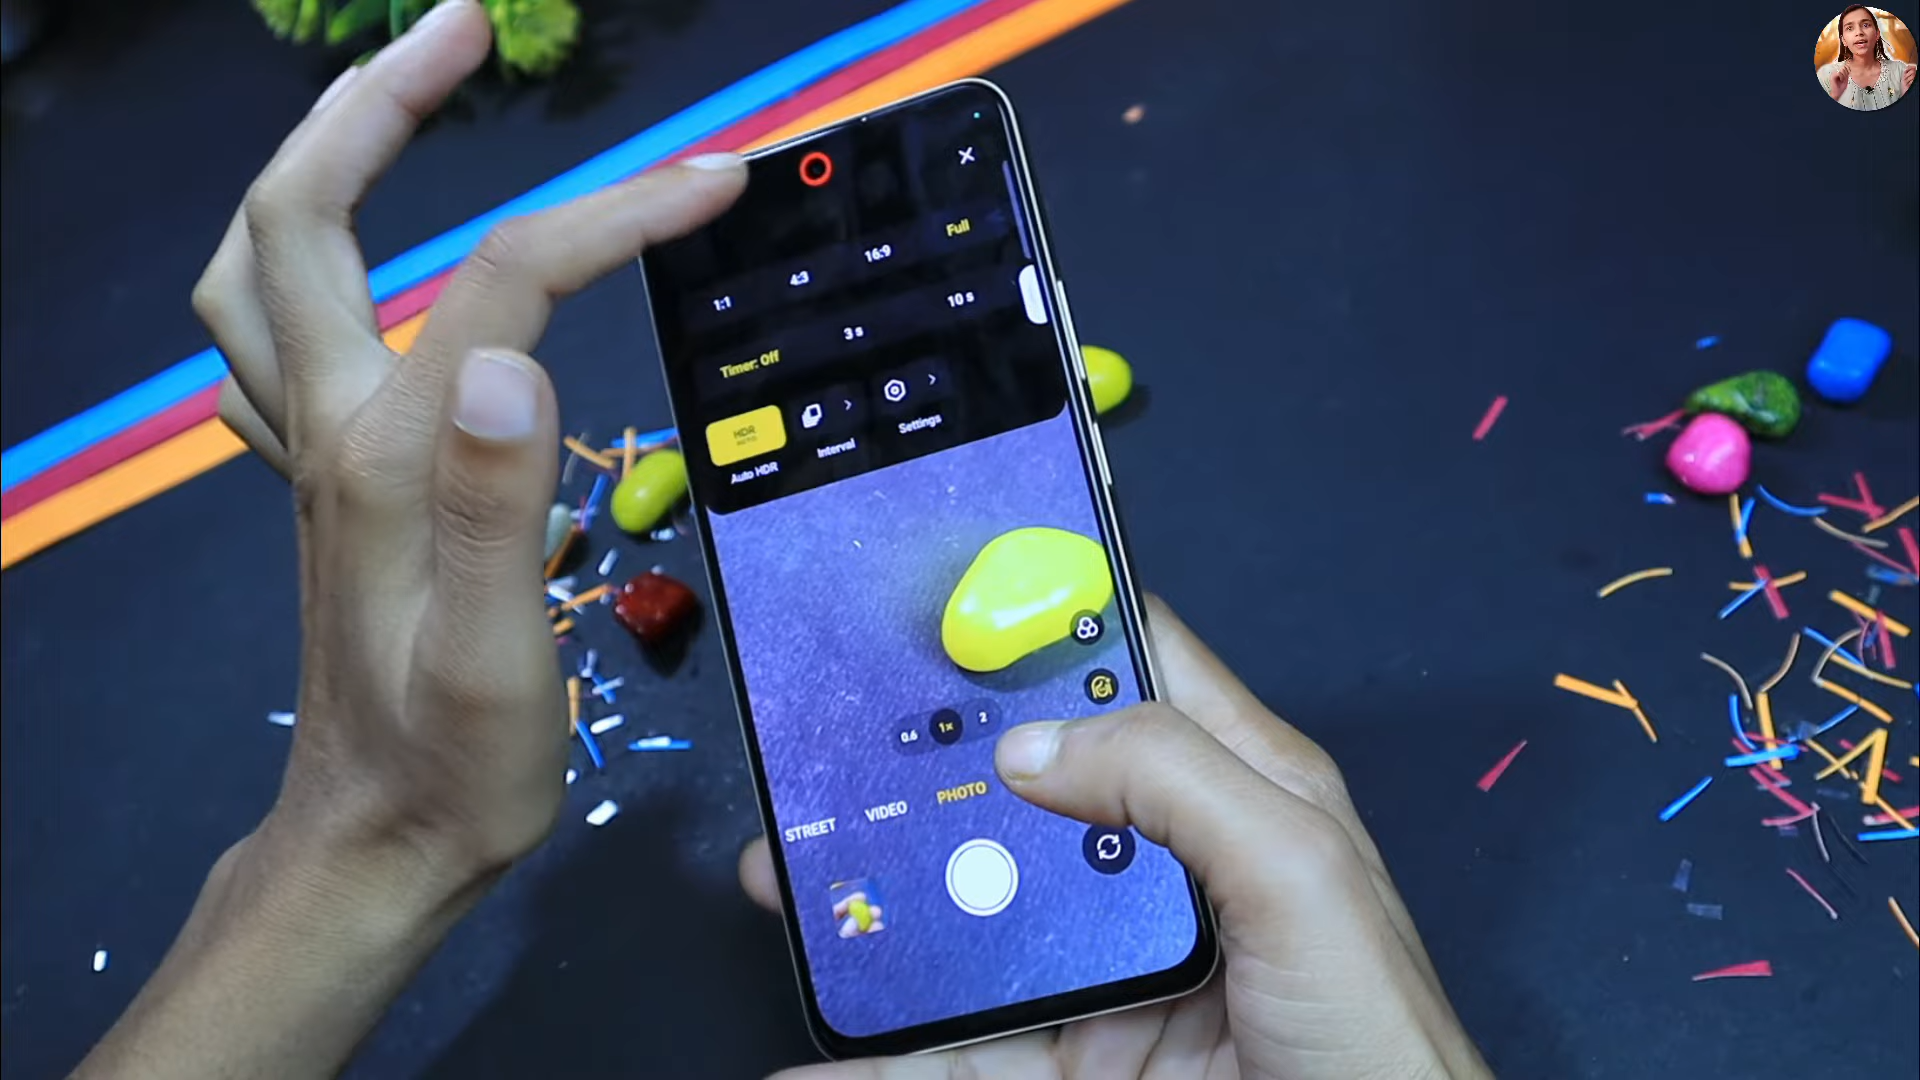 Full
16:9
4:3
1:1
10 s
3 s
Timer: Off
HDR
AUTO
Auto HDR
Interval
Settings
0.6
1x
2
STREET
VIDEO
PHOTO